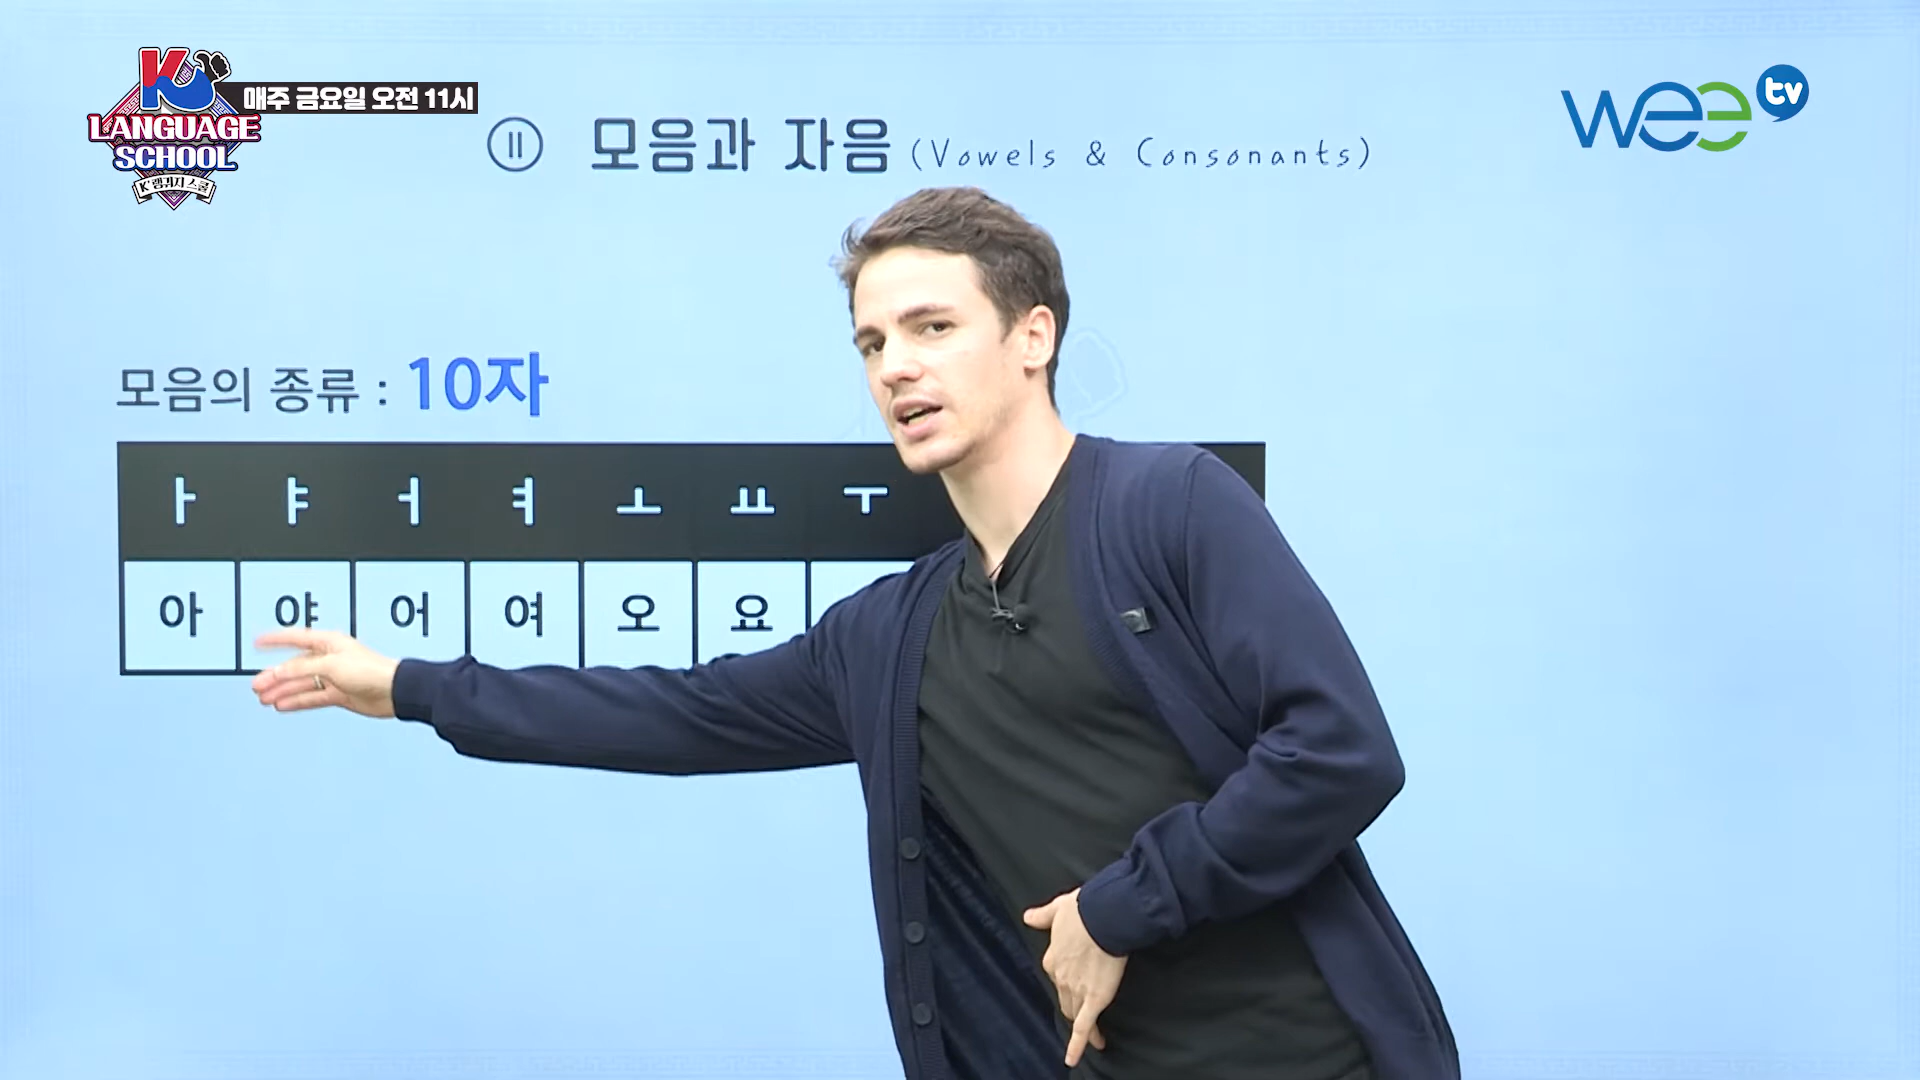 K
LANGUAGE
SCHOOL
K 랭귀지 스쿨
매주 금요일 오전 11시
wee tv
II 모음과 자음 (Vowels & Consonants)
모음의 종류 : 10자
ㅏ ㅑ ㅓ ㅕ ㅗ ㅛ ㅜ
아 야 어 여 오 요